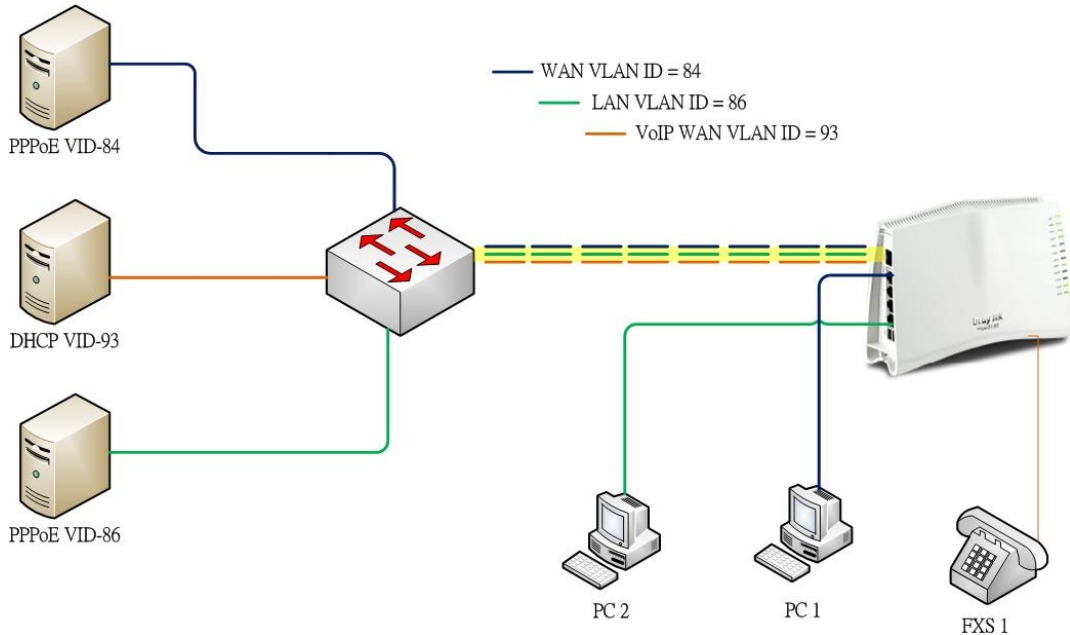 WAN VLAN ID = 84
LAN VLAN ID = 86
VoIP WAN VLAN ID = 93
PPPoE VID-84
DHCP VID-93
PPPoE VID-86
DrayTek
PC 2
PC 1
FXS 1